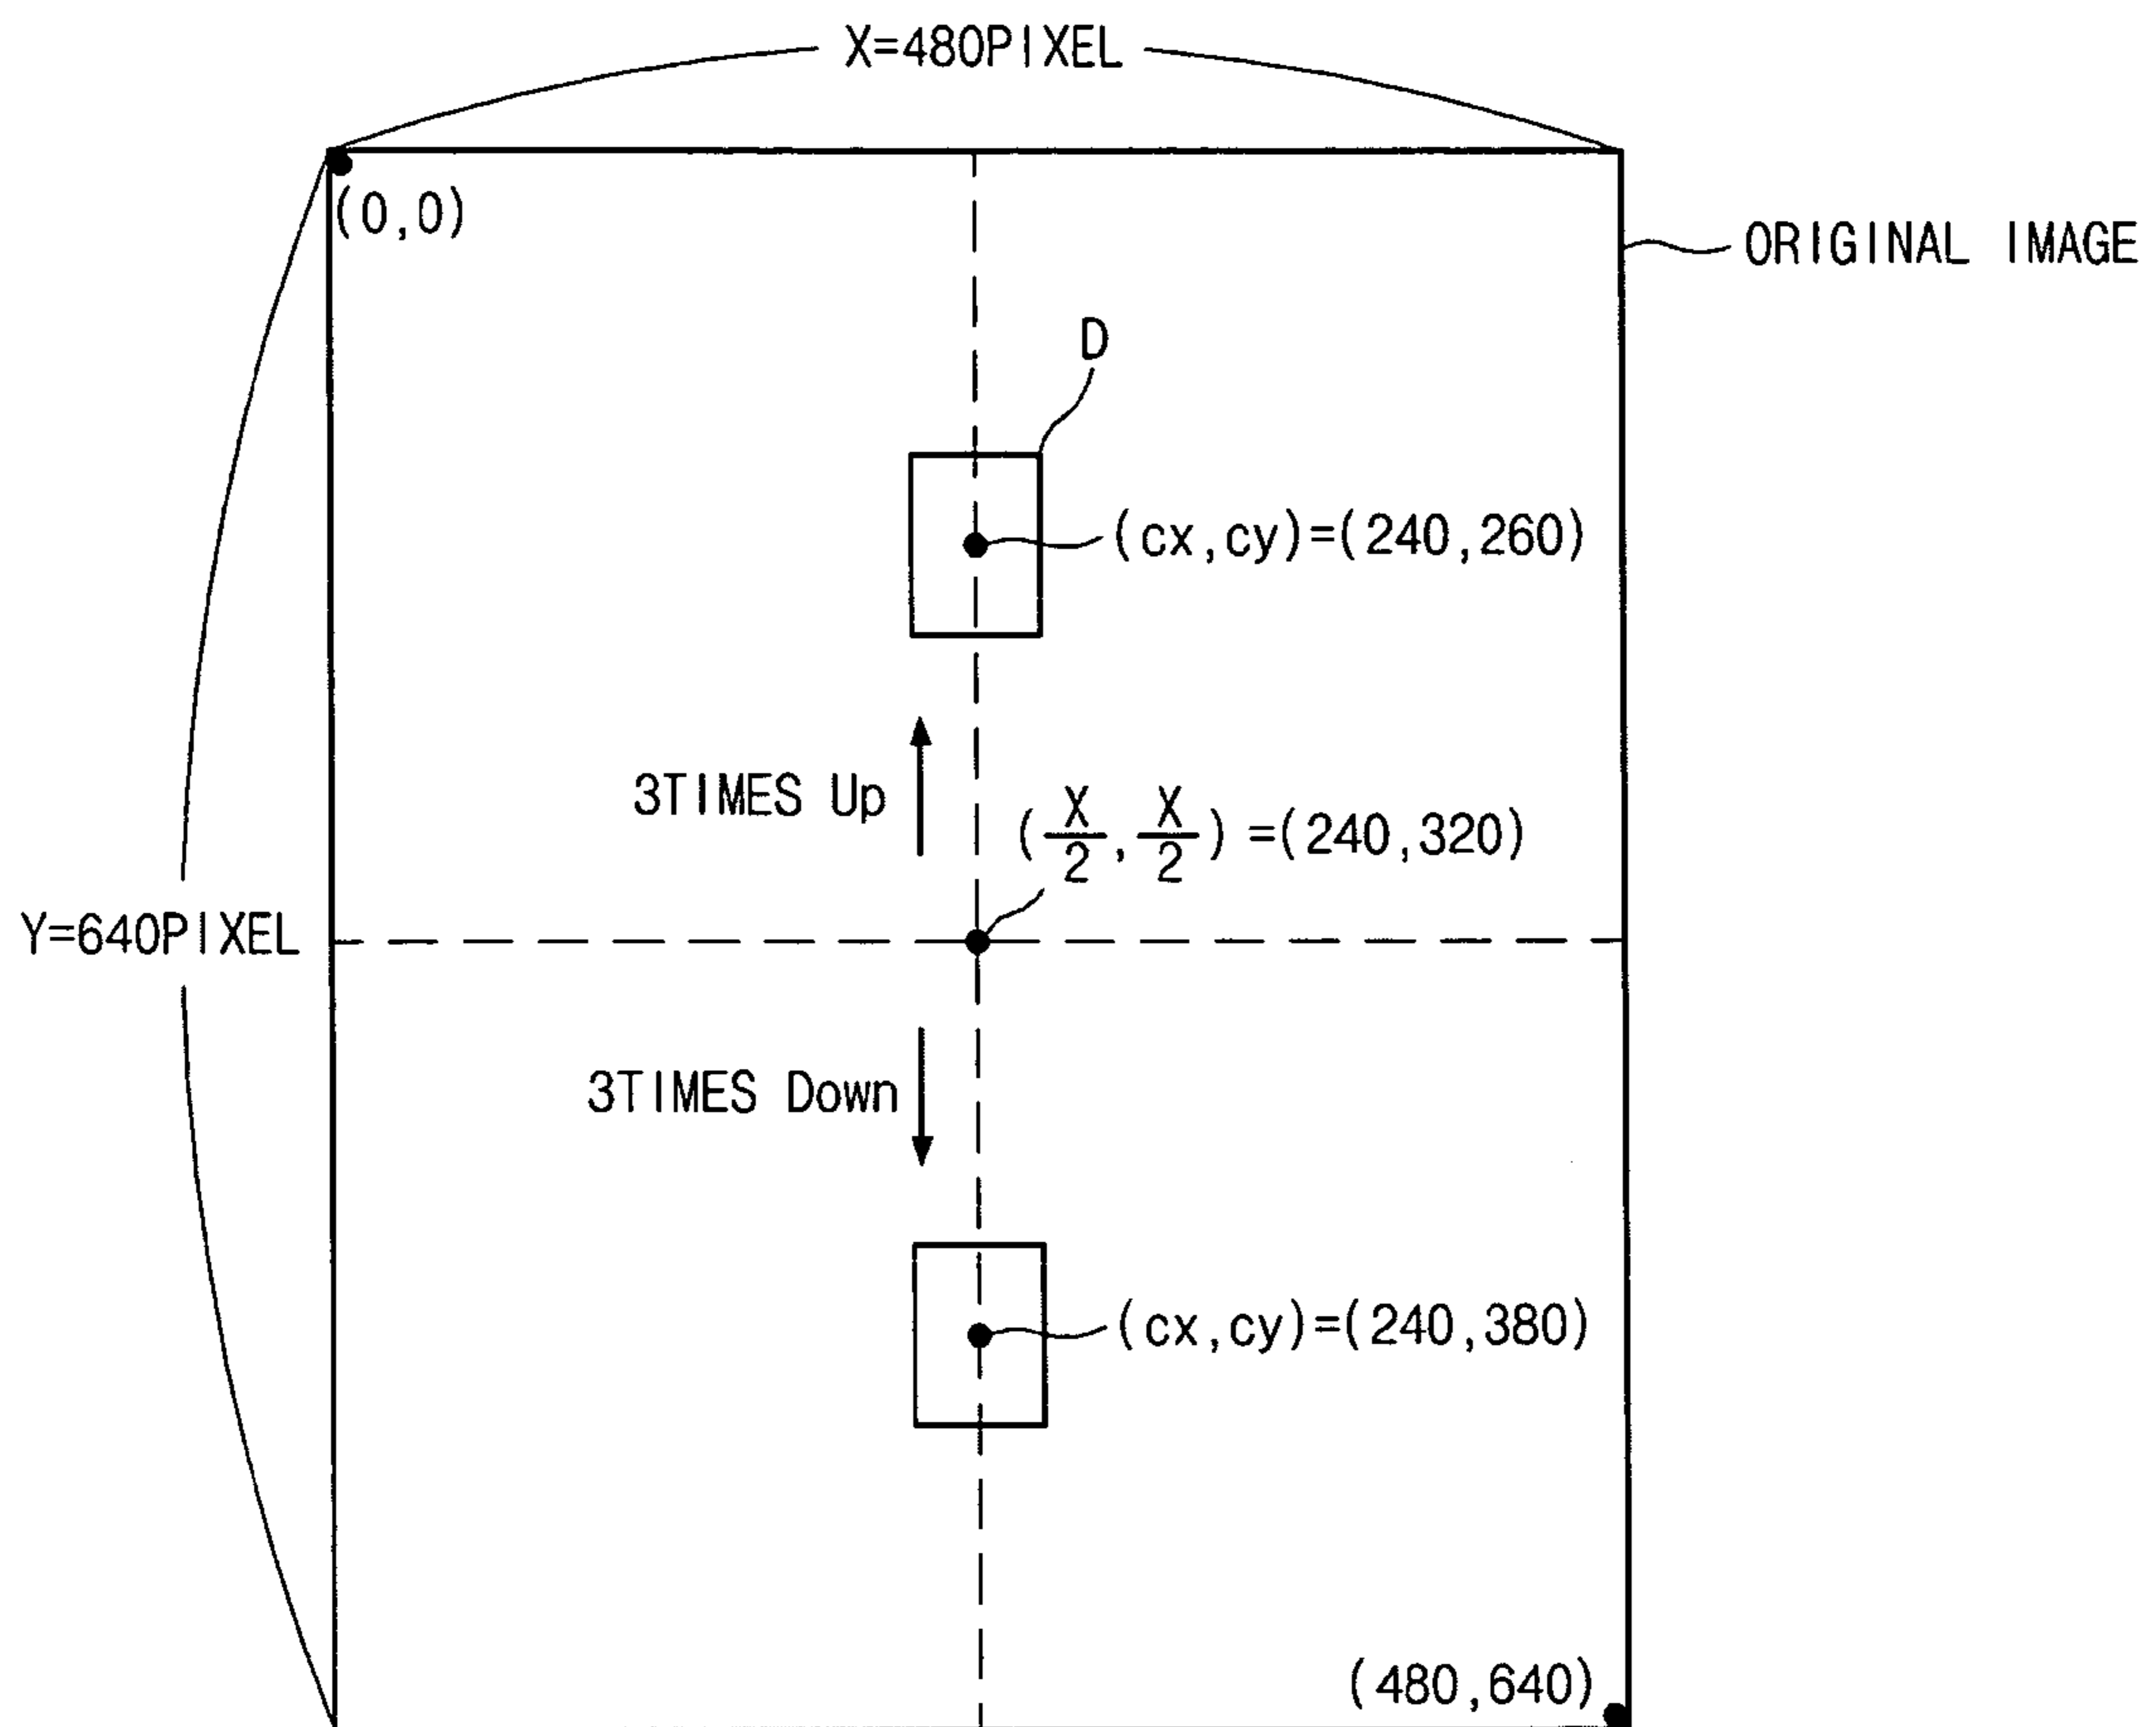 X=480PIXEL
(0,0)
ORIGINAL IMAGE
D
(cx,cy)=(240,260)
3TIMES Up
(X/2,X/2)=(240,320)
Y=640PIXEL
3TIMES Down
(cx,cy)=(240,380)
(480,640)